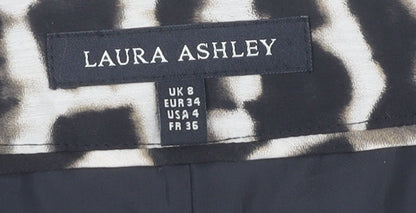 LAURA ASHLEY
UK 8
EUR 34
USA 4
FR 36